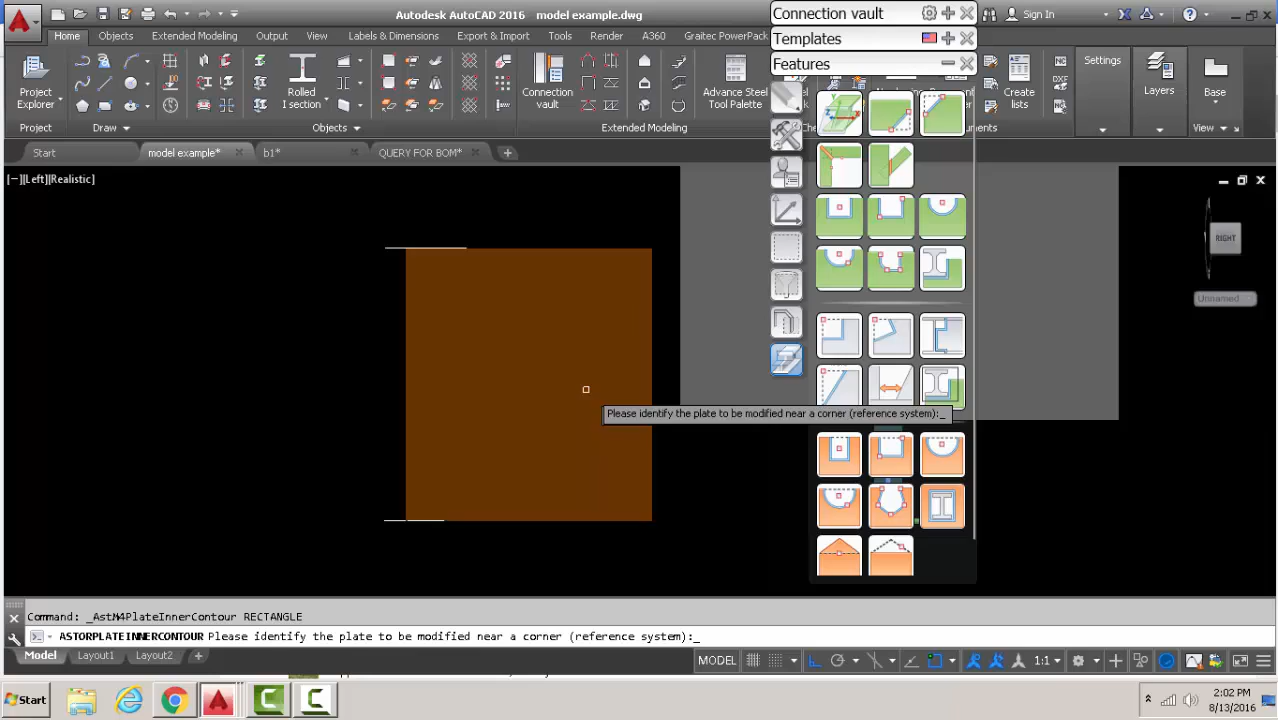 Autodesk AutoCAD 2016 model example.dwg
Sign In
Connection vault
Templates
Features
Home
Objects
Extended Modeling
Output
View
Labels & Dimensions
Export & Import
Tools
Render
A360
Graitec PowerPack
Project
Explorer
Rolled
I section
Connection
vault
Advance
Steel Tool Palette
Create
lists
DXF
NC
Settings
Layers
Base
Project
Draw
Objects
Extended Modeling
View
Start
model example*
b1*
QUERY FOR BOM*
[−][Left][Realistic]
RIGHT
Unnamed
Please identify the plate to be modified near a corner (reference system):_
Command: _AstM4PlateInnerContour RECTANGLE
ASTORPLATEINNERCONTOUR Please identify the plate to be modified near a corner (reference system):_
Model
Layout1
Layout2
+
MODEL
1:1
Start
2:02 PM
8/13/2016